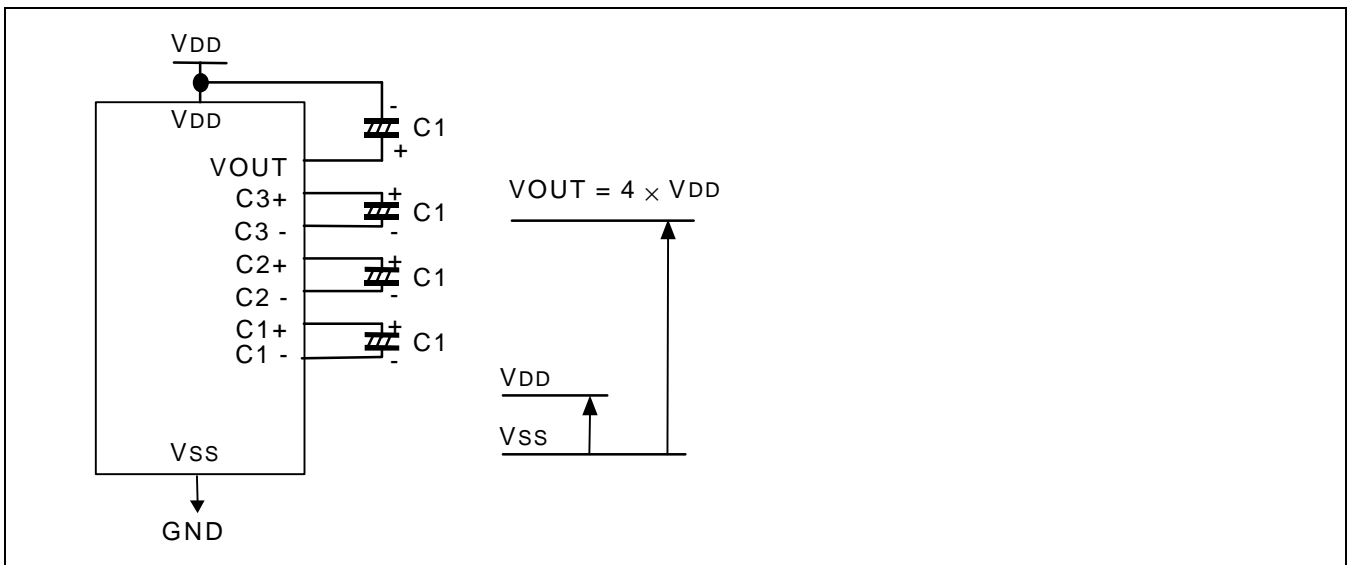 VDD
VDD
- C1
+
VOUT
C3+
+ C1
C3 -
-
C2+
+ C1
C2 -
-
C1+
+ C1
C1 -
-
VSS
GND
VOUT = 4 × VDD
VDD
VSS